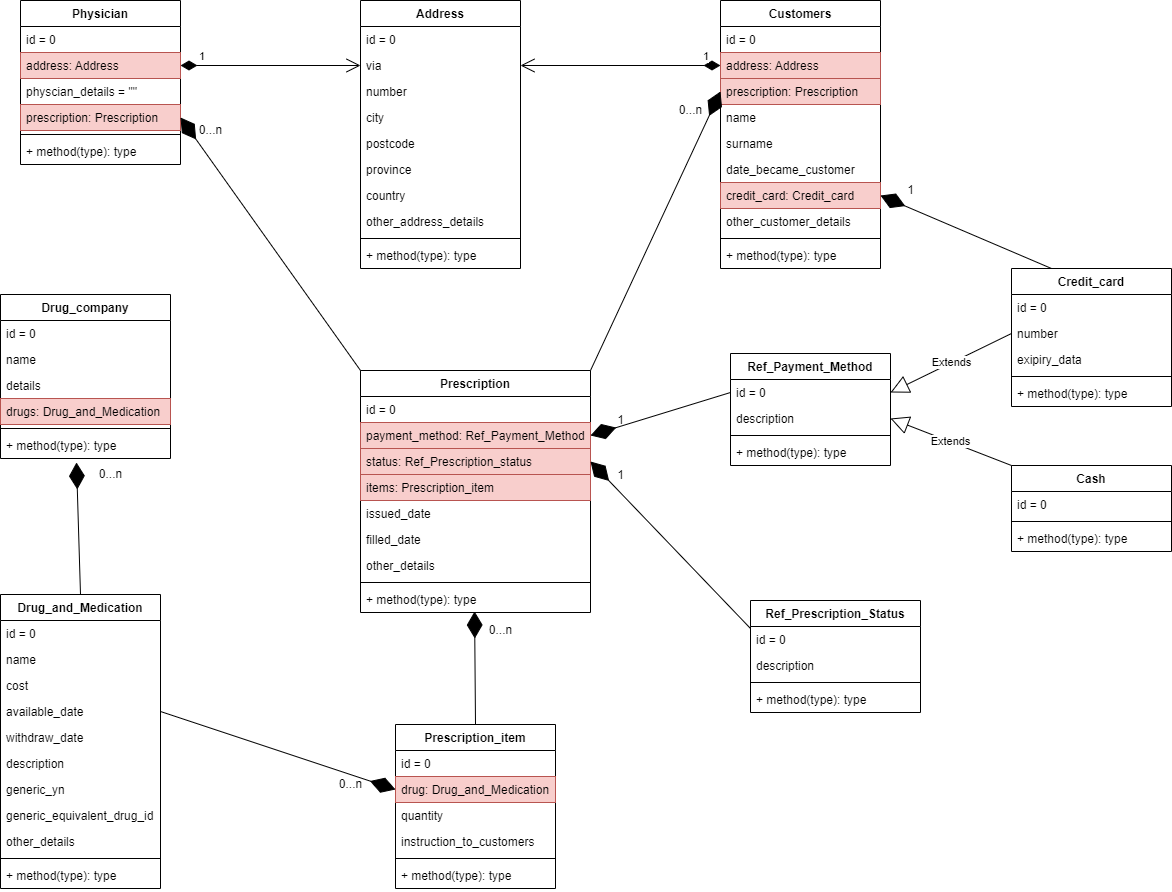 Physician
id = 0
address: Address
physcian_details = ""
prescription: Prescription
+ method(type): type
1
0...n
Address
id = 0
via
number
city
postcode
province
country
other_address_details
+ method(type): type
Customers
id = 0
address: Address
prescription: Prescription
name
surname
date_became_customer
credit_card: Credit_card
other_customer_details
+ method(type): type
1
0...n
1
Credit_card
id = 0
number
exipiry_data
+ method(type): type
Drug_company
id = 0
name
details
drugs: Drug_and_Medication
+ method(type): type
0...n
Prescription
id = 0
payment_method: Ref_Payment_Method
status: Ref_Prescription_status
items: Prescription_item
issued_date
filled_date
other_details
+ method(type): type
1
1
0...n
Ref_Payment_Method
id = 0
description
+ method(type): type
Extends
Extends
Cash
id = 0
+ method(type): type
Drug_and_Medication
id = 0
name
cost
available_date
withdraw_date
description
generic_yn
generic_equivalent_drug_id
other_details
+ method(type): type
Ref_Prescription_Status
id = 0
description
+ method(type): type
0...n
Prescription_item
id = 0
drug: Drug_and_Medication
quantity
instruction_to_customers
+ method(type): type